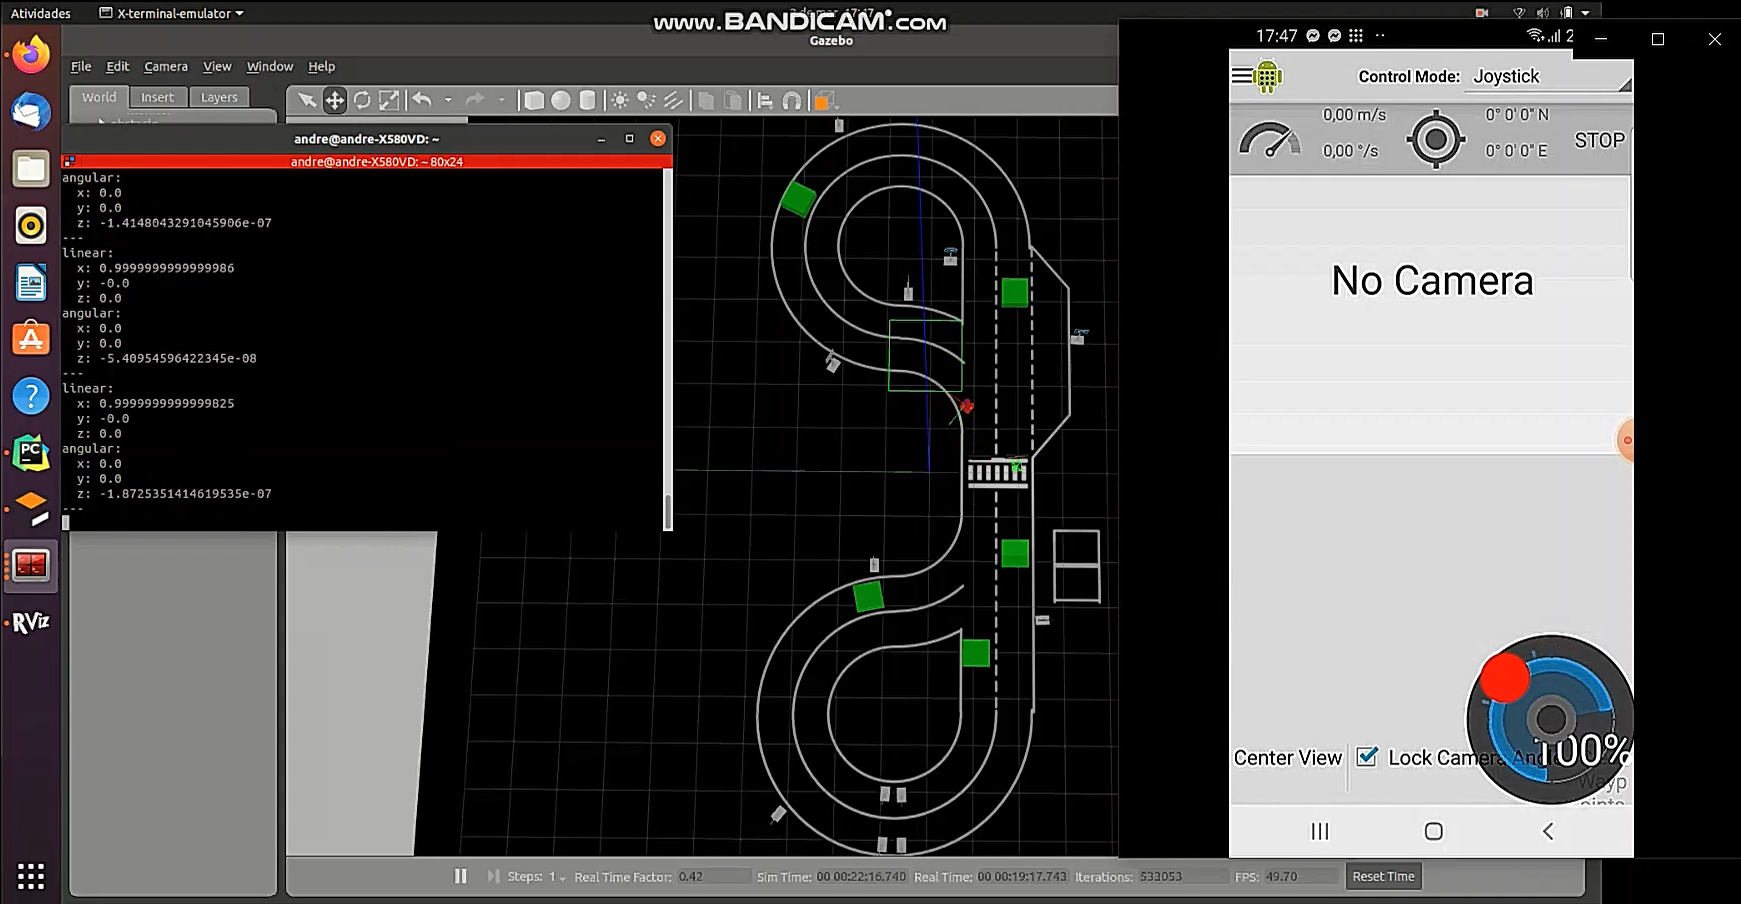 Atividades
X-terminal-emulator
www.BANDICAM.com
Gazebo
File Edit Camera View Window Help
World Insert Layers
andre@andre-X580VD: ~
andre@andre-X580VD: ~ 80x24
angular:
x: 0.0
y: 0.0
z: -1.4148043291045906e-07
---
linear:
x: 0.9999999999999986
y: -0.0
z: 0.0
angular:
x: 0.0
y: 0.0
z: -5.40954596422345e-08
---
linear:
x: 0.9999999999999825
y: -0.0
z: 0.0
angular:
x: 0.0
y: 0.0
z: -1.8725351414619535e-07
---
PC
RViz
Steps: 1 Real Time Factor: 0.42 Sim Time: 00 00:22:16.740 Real Time: 00 00:19:17.743 Iterations: 533053 FPS: 49.70 Reset Time
17:47
Control Mode: Joystick
0,00 m/s
0,00 °/s
0° 0' 0" N
0° 0' 0" E
STOP
No Camera
100%
Center View
Lock Camera